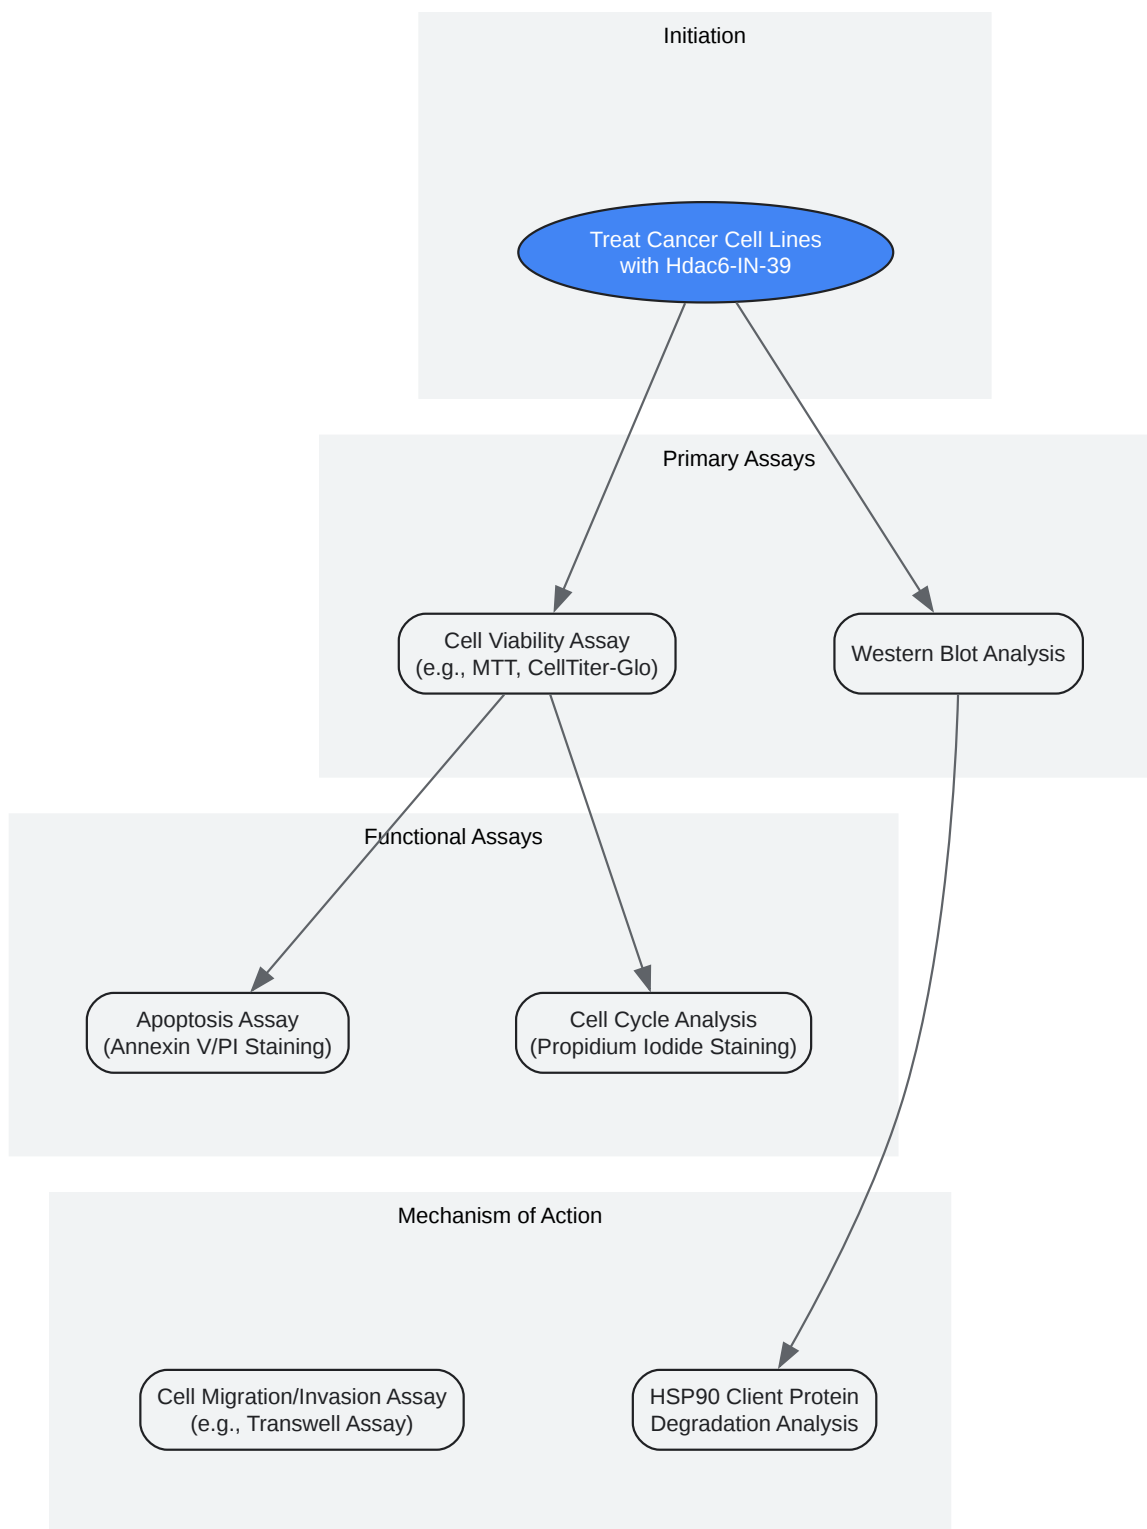 Initiation
Treat Cancer Cell Lines
with Hdac6-IN-39
Primary Assays
Cell Viability Assay
(e.g., MTT, CellTiter-Glo)
Western Blot Analysis
Functional Assays
Apoptosis Assay
(Annexin V/PI Staining)
Cell Cycle Analysis
(Propidium Iodide Staining)
Mechanism of Action
Cell Migration/Invasion Assay
(e.g., Transwell Assay)
HSP90 Client Protein
Degradation Analysis